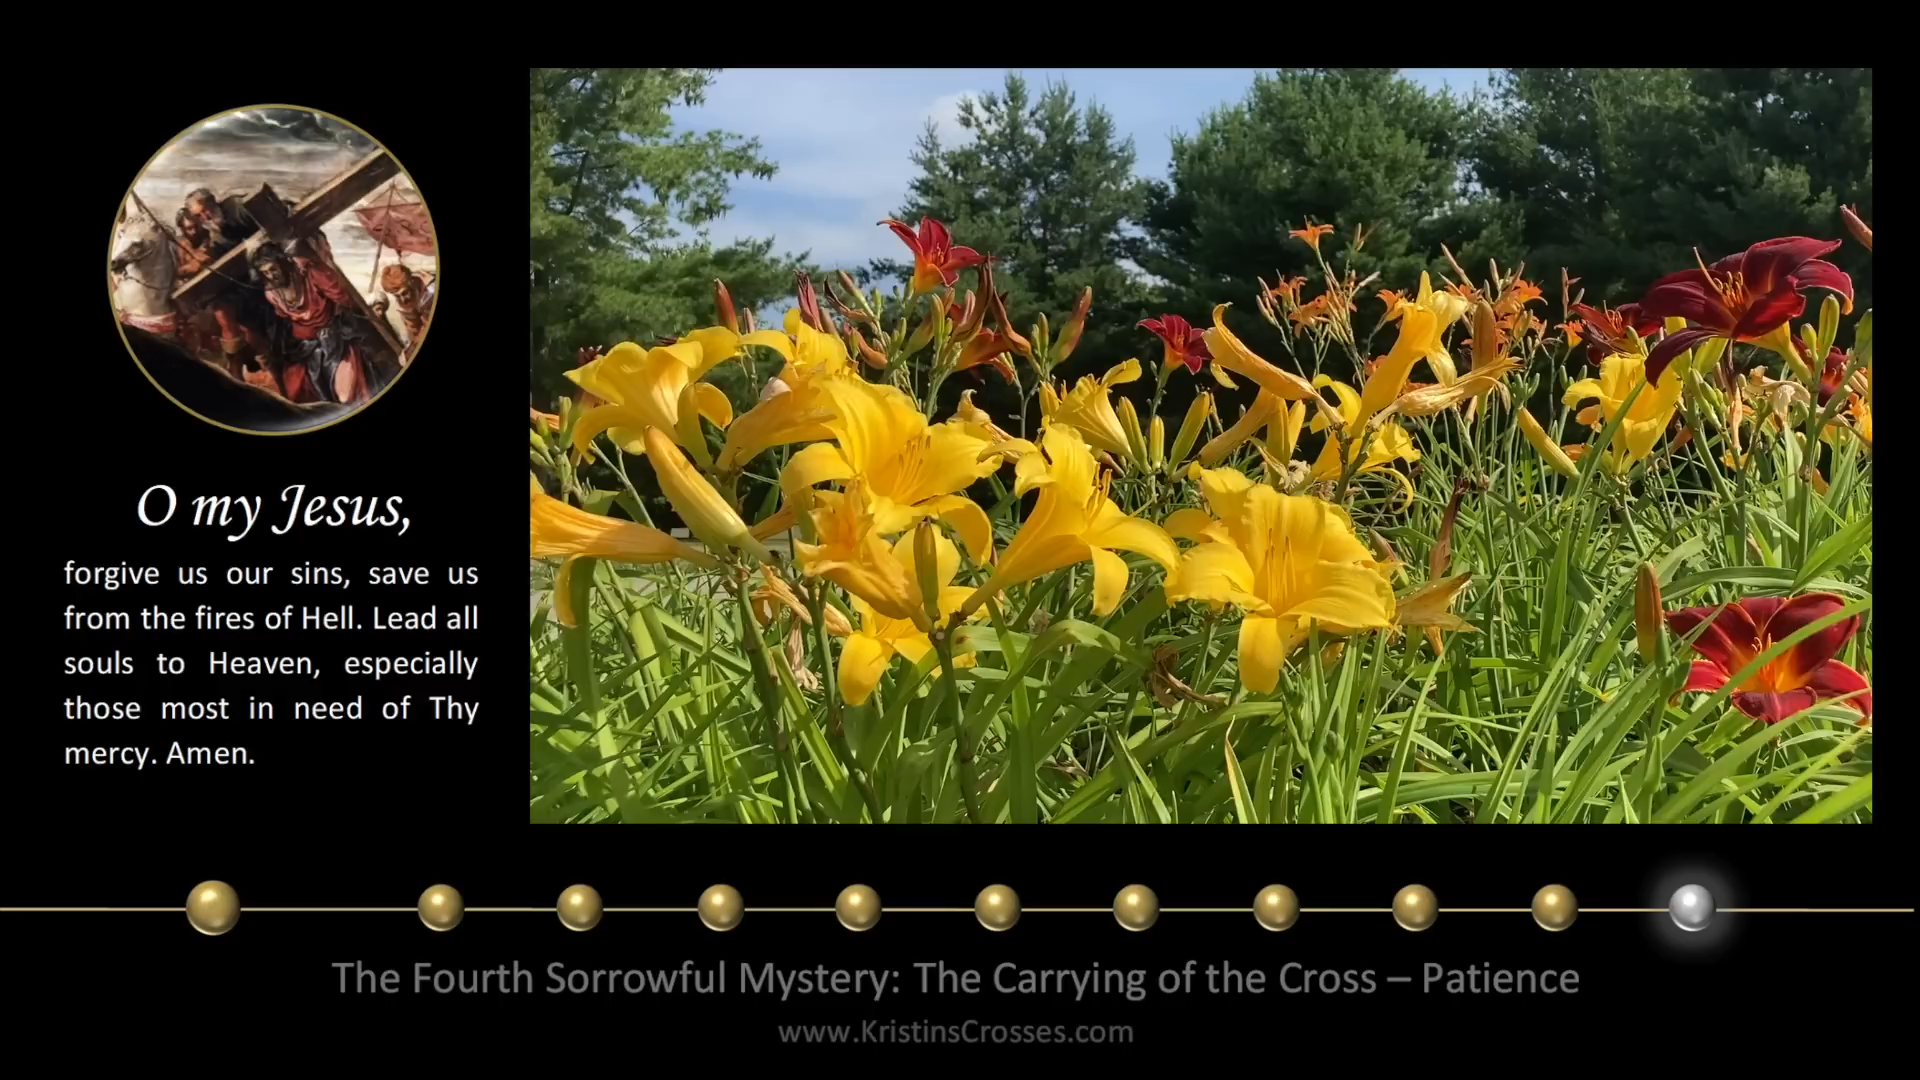 O my Jesus,
forgive us our sins, save us
from the fires of Hell. Lead all
souls to Heaven, especially
those most in need of Thy
mercy. Amen.
The Fourth Sorrowful Mystery: The Carrying of the Cross – Patience
www.KristinsCrosses.com